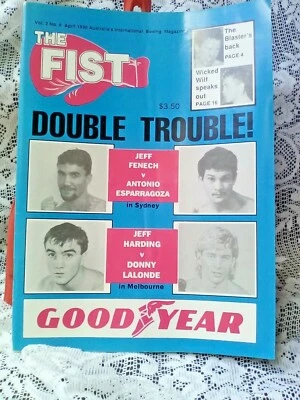 Vol. 3 No. 4 April Australia's International Boxing Magazine
THE
FIST
$3.50
The Blaster's
back
PAGE 4
Wicked
Wilf
speaks
out
PAGE 16
DOUBLE TROUBLE!
JEFF
FENECH
v
ANTONIO
ESPARRAGOZA
in Sydney
JEFF
HARDING
v
DONNY
LALONDE
in Melbourne
GOOD YEAR